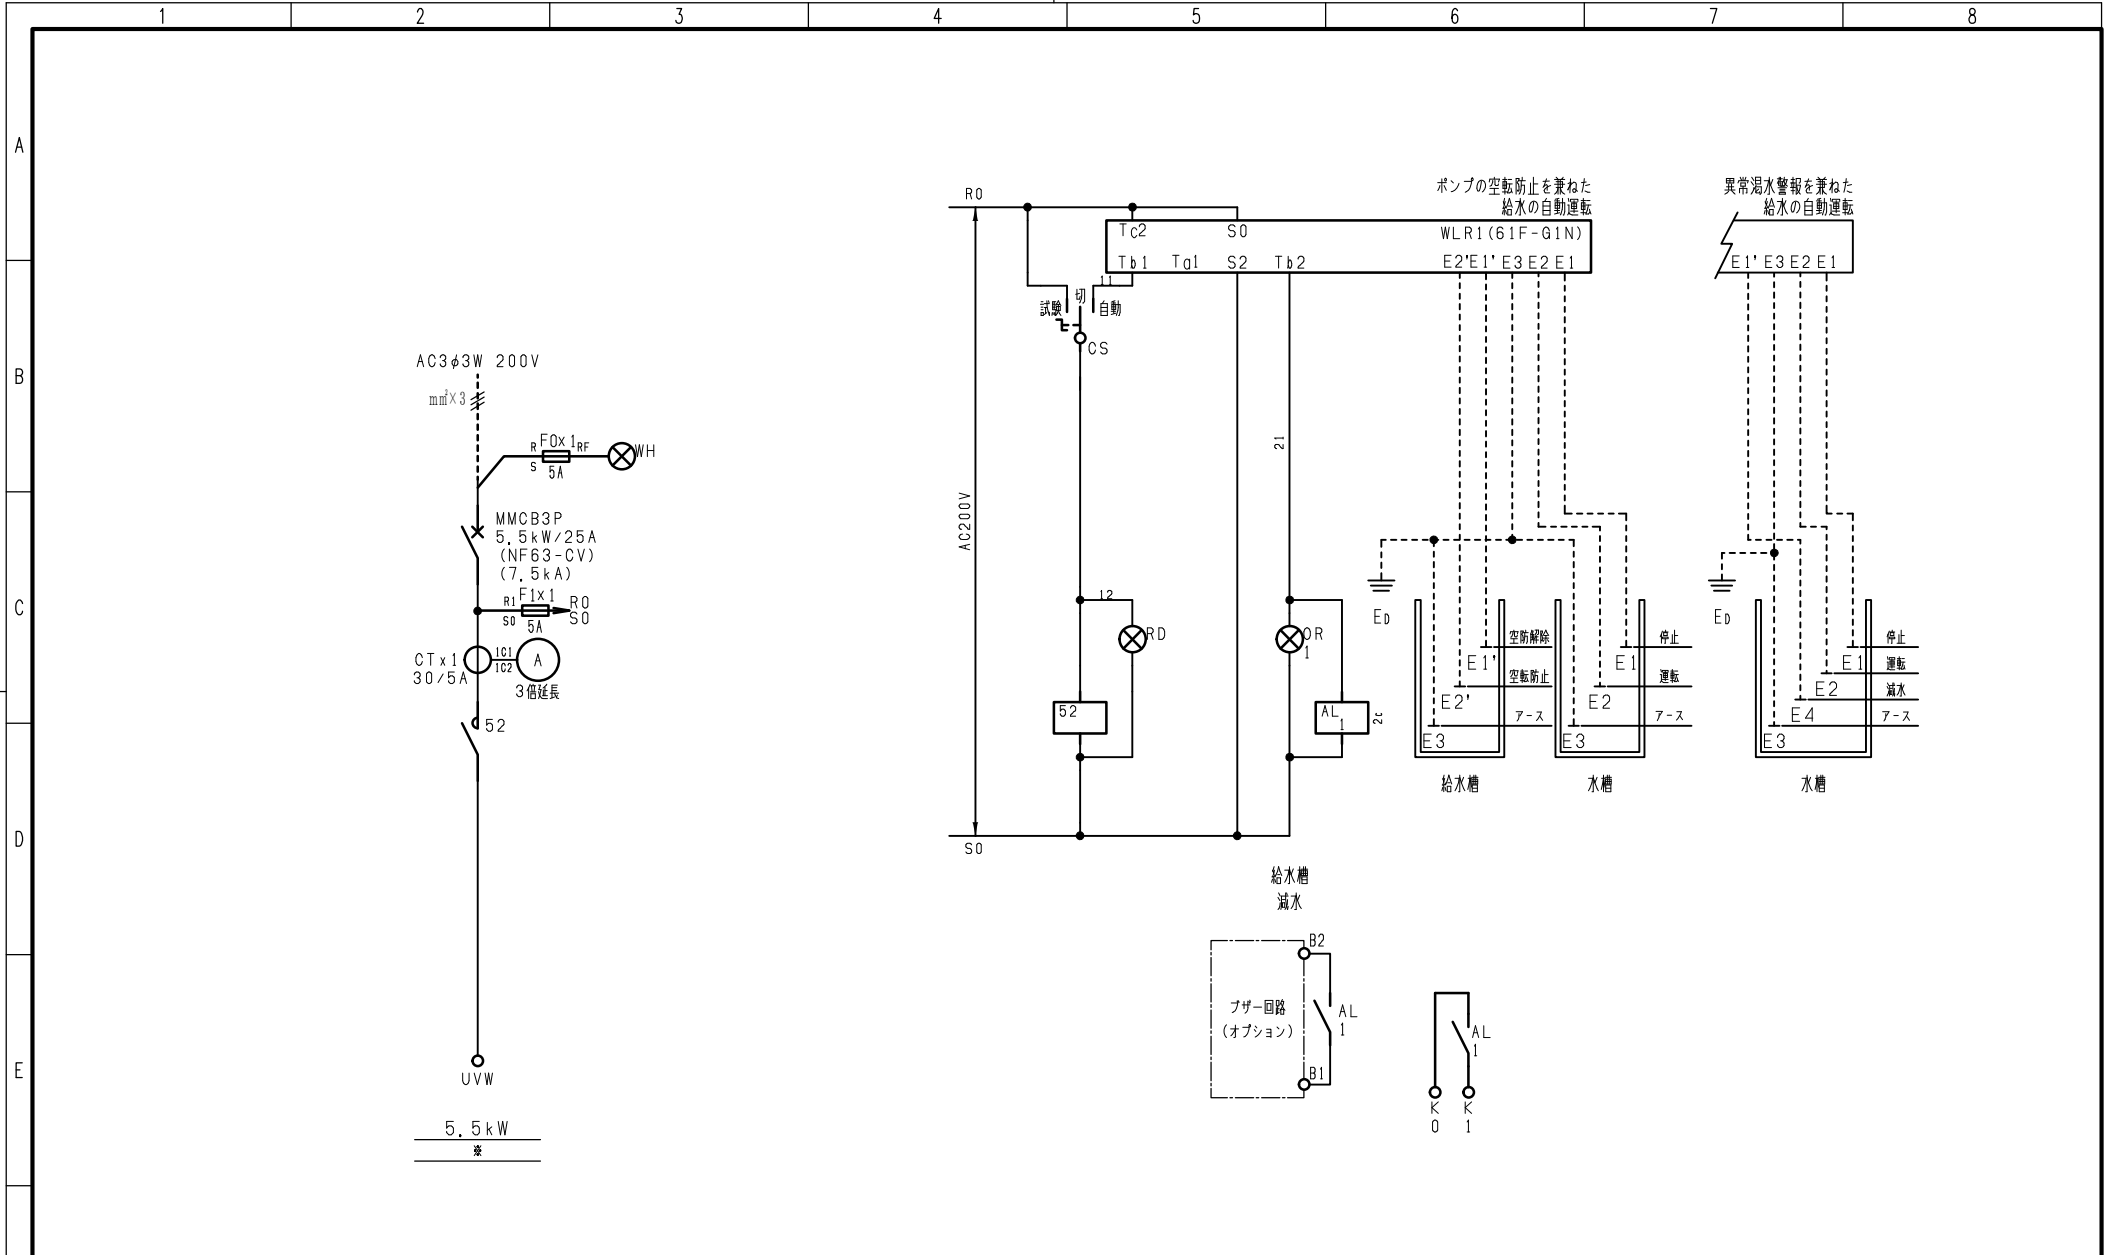 1 2 3 4 5 6 7 8
A
B
C
D
E
AC3φ3W 200V
mm²×3
R F0x1 RF
S 5A
WH
MMCB3P
5.5kW/25A
(NF63-CV)
(7.5kA)
R1 F1x1 R0
S0 5A S0
CTx1
30/5A
1C1
1C2
A
3倍延長
52
UVW
5.5kW
※
R0
AC200V
S0
ポンプの空転防止を兼ねた
給水の自動運転
Tc2 S0 WLR1(61F-G1N)
Tb1 Ta1 S2 Tb2 E2' E1' E3 E2 E1
11
試験 切 自動
CS
21
12
RD
52
OR
1
AL
1
2c
ED
空防解除
E1'
空転防止
E2'
アース
E3
給水槽
停止
E1
運転
E2
アース
E3
水槽
異常渇水警報を兼ねた
給水の自動運転
E1' E3 E2 E1
ED
停止
E1
運転
E2
減水
E4
アース
E3
水槽
給水槽
減水
B2
ブザー回路
(オプション)
AL
1
B1
AL
1
K K
0 1